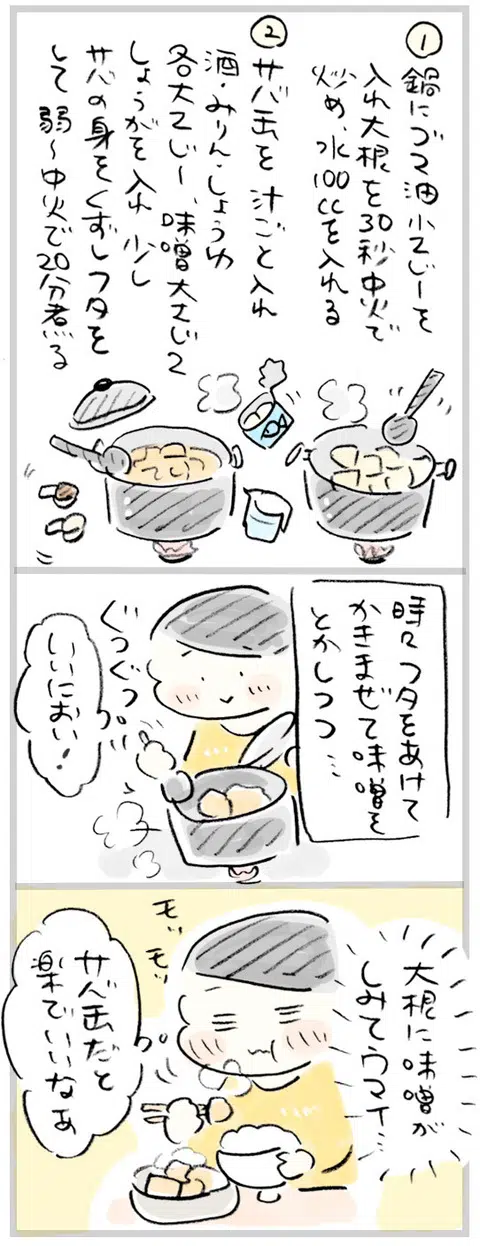 ①
鍋にゴマ油小さじ1を
入れ大根を30秒中火で
炒め、水100ccを入れる
②
サバ缶を汁ごと入れ
酒・みりん・しょうゆ
各大さじ1、味噌大さじ2
しょうがを入れ少し
サバの身をくずしフタを
して弱〜中火で20分煮る
時々フタをあけて
かきまぜて味噌を
とかしつつ…
ぐつぐつ
いいにおい!
大根に味噌が
しみてウマイ…
モッ
モッ
サバ缶だと
楽でいいなぁ